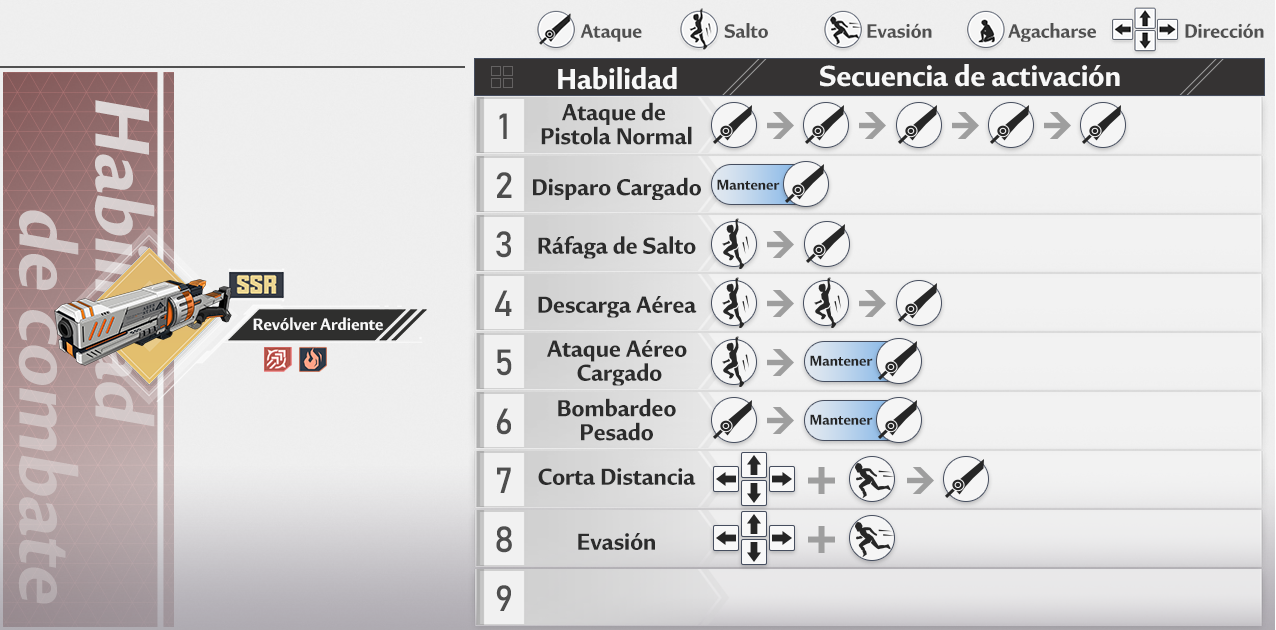 Ataque
Salto
Evasión
Agacharse
Dirección
Habilidad
Secuencia de activación
1
Ataque de
Pistola Normal
2
Disparo Cargado
Mantener
3
Ráfaga de Salto
4
Descarga Aérea
5
Ataque Aéreo
Cargado
Mantener
6
Bombardeo
Pesado
Mantener
7
Corta Distancia
8
Evasión
9
Habilidad
de combate
SSR
Revólver Ardiente